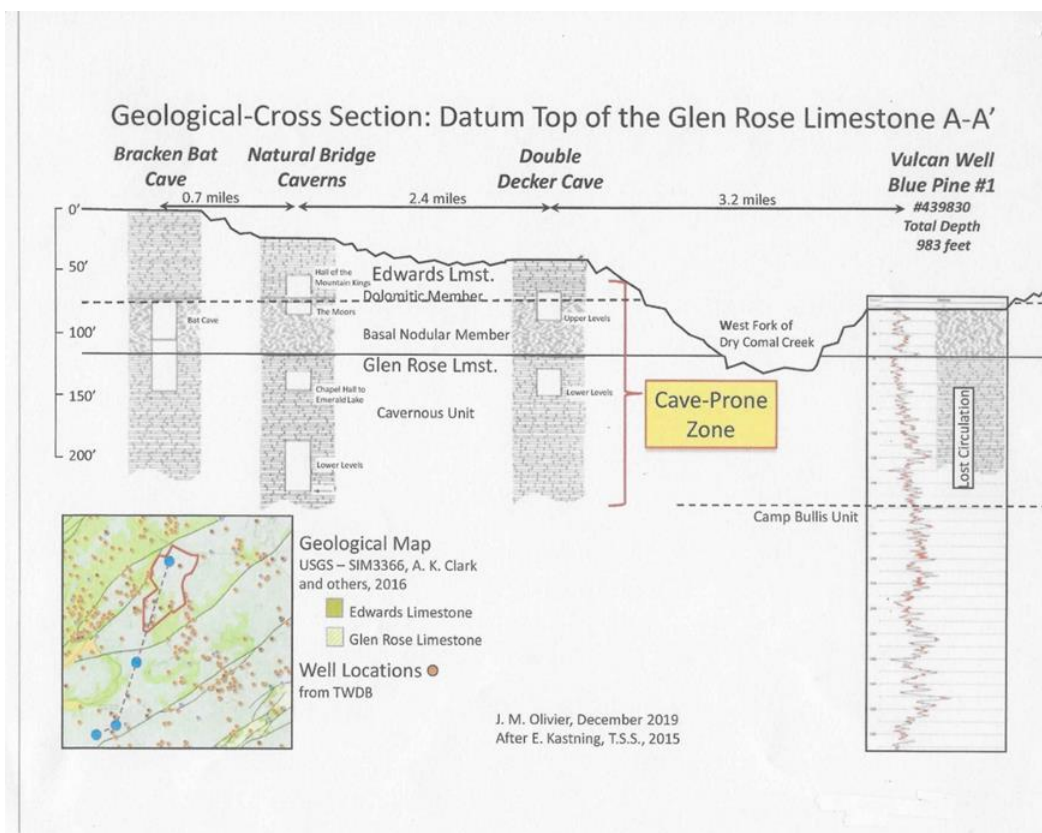 Geological-Cross Section: Datum Top of the Glen Rose Limestone A-A’
Bracken Bat
Cave
Natural Bridge
Caverns
Double
Decker Cave
Vulcan Well
Blue Pine #1
#439830
Total Depth
983 feet
0.7 miles
2.4 miles
3.2 miles
0’
50’
100’
150’
200’
Hall of the
Mountain Kings
Edwards Lmst.
Dolomitic Member
The Moors
Bat Cave
Basal Nodular Member
Upper Levels
West Fork of
Dry Comal Creek
Glen Rose Lmst.
Chapel Hall to
Emerald Lake
Cavernous Unit
Lower Levels
Cave-Prone
Zone
Lost Circulation
Lower Levels
Camp Bullis Unit
Geological Map
USGS – SIM3366, A. K. Clark
and others, 2016
Edwards Limestone
Glen Rose Limestone
Well Locations
from TWDB
J. M. Olivier, December 2019
After E. Kastning, T.S.S., 2015